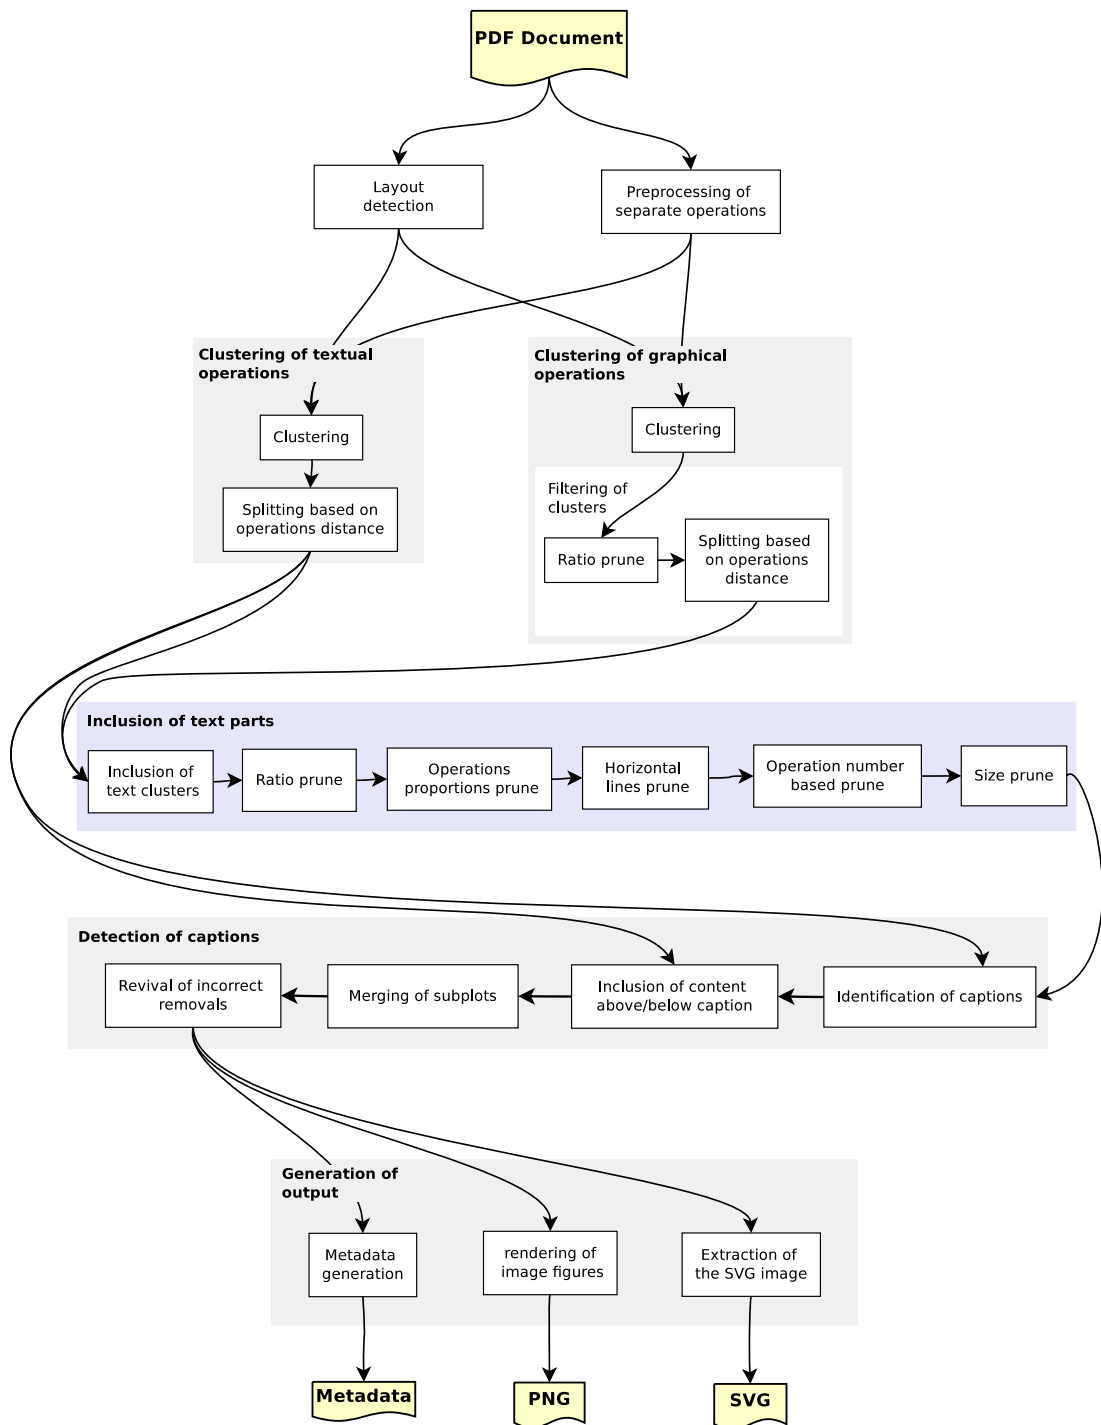 PDF Document
Layout
detection
Preprocessing of
separate operations
Clustering of textual
operations
Clustering
Splitting based on
operations distance
Clustering of graphical
operations
Clustering
Filtering of
clusters
Ratio prune
Splitting based
on operations
distance
Inclusion of text parts
Inclusion of
text clusters
Ratio prune
Operations
proportions prune
Horizontal
lines prune
Operation number
based prune
Size prune
Detection of captions
Revival of incorrect
removals
Merging of subplots
Inclusion of content
above/below caption
Identification of captions
Generation of
output
Metadata
generation
rendering of
image figures
Extraction of
the SVG image
Metadata
PNG
SVG